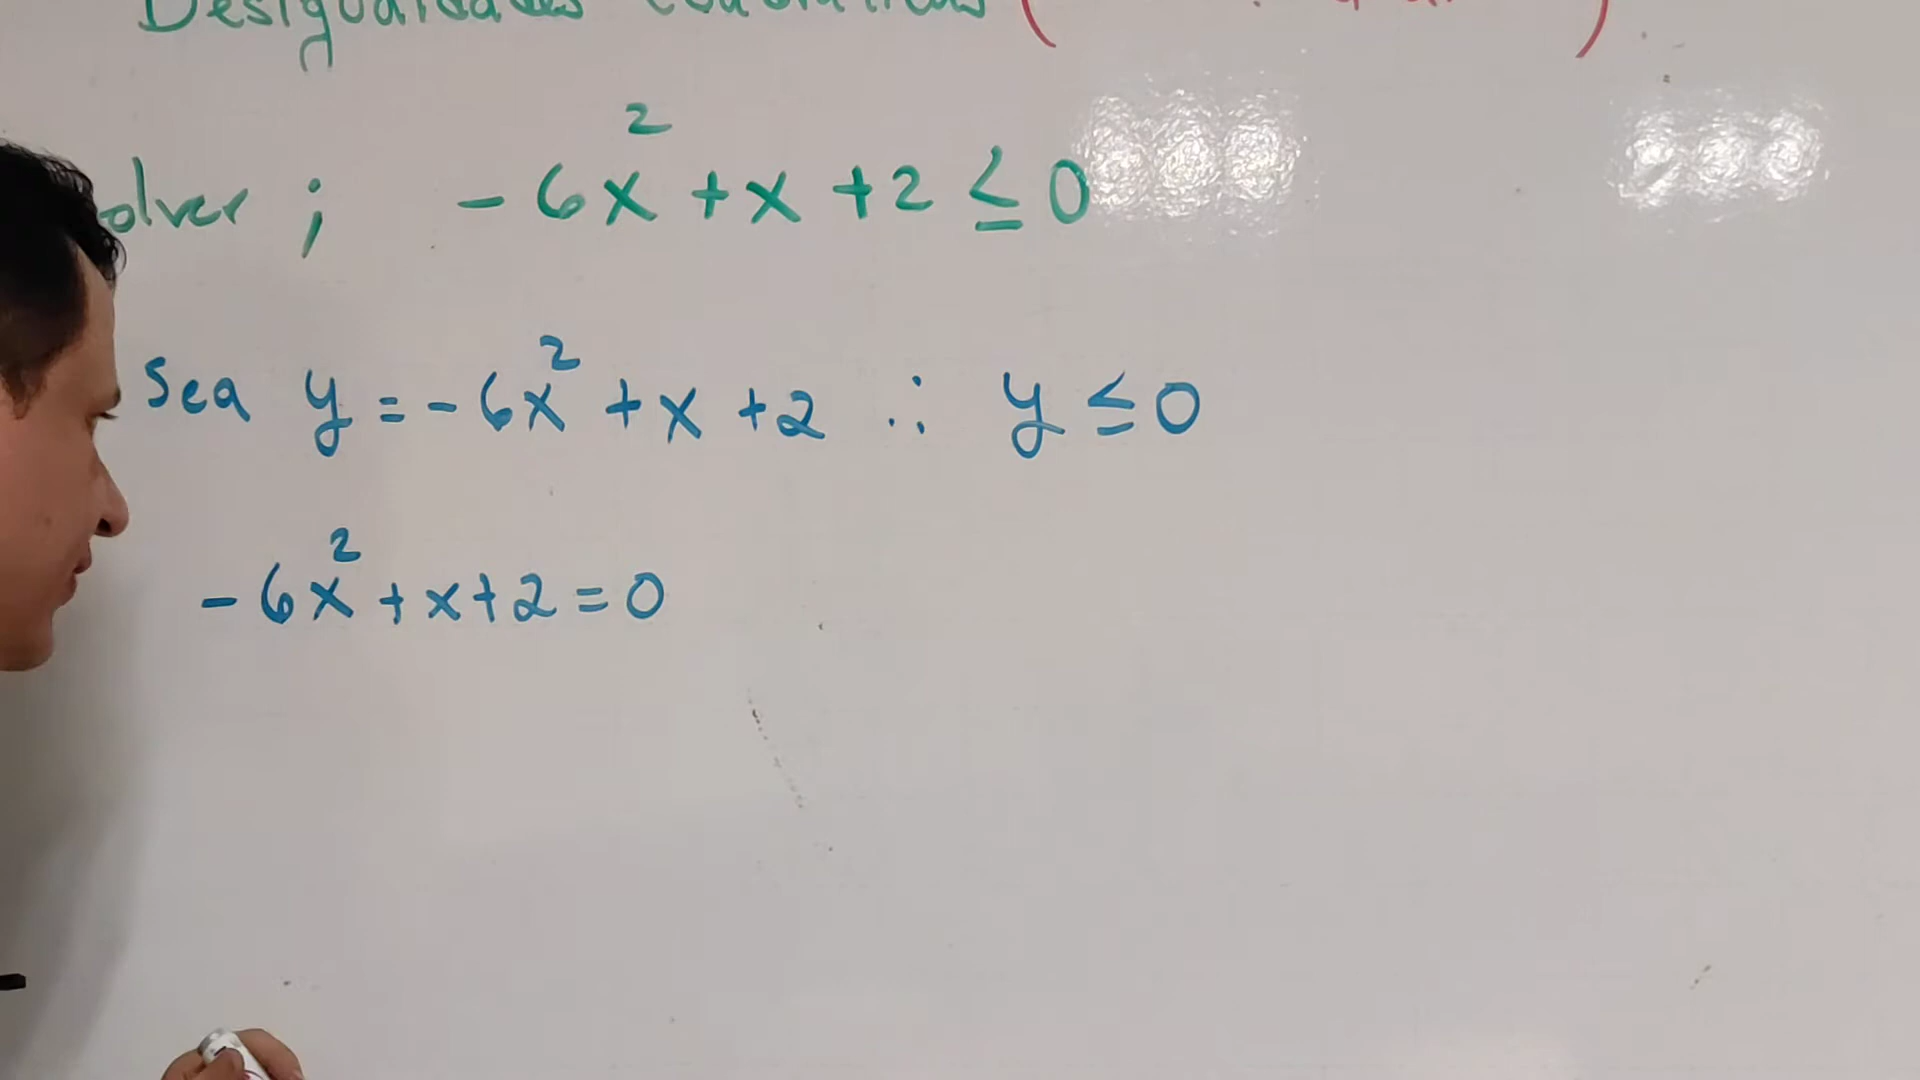 Desigualdades cuadráticas (
olver ; - 6x² + x + 2 ≤ 0
Sea y = - 6x² + x + 2 ∴ y ≤ 0
- 6x² + x + 2 = 0